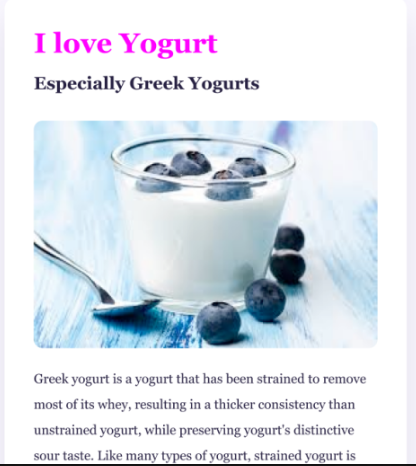 I love Yogurt
Especially Greek Yogurts
Greek yogurt is a yogurt that has been strained to remove
most of its whey, resulting in a thicker consistency than
unstrained yogurt, while preserving yogurt's distinctive
sour taste. Like many types of yogurt, strained yogurt is